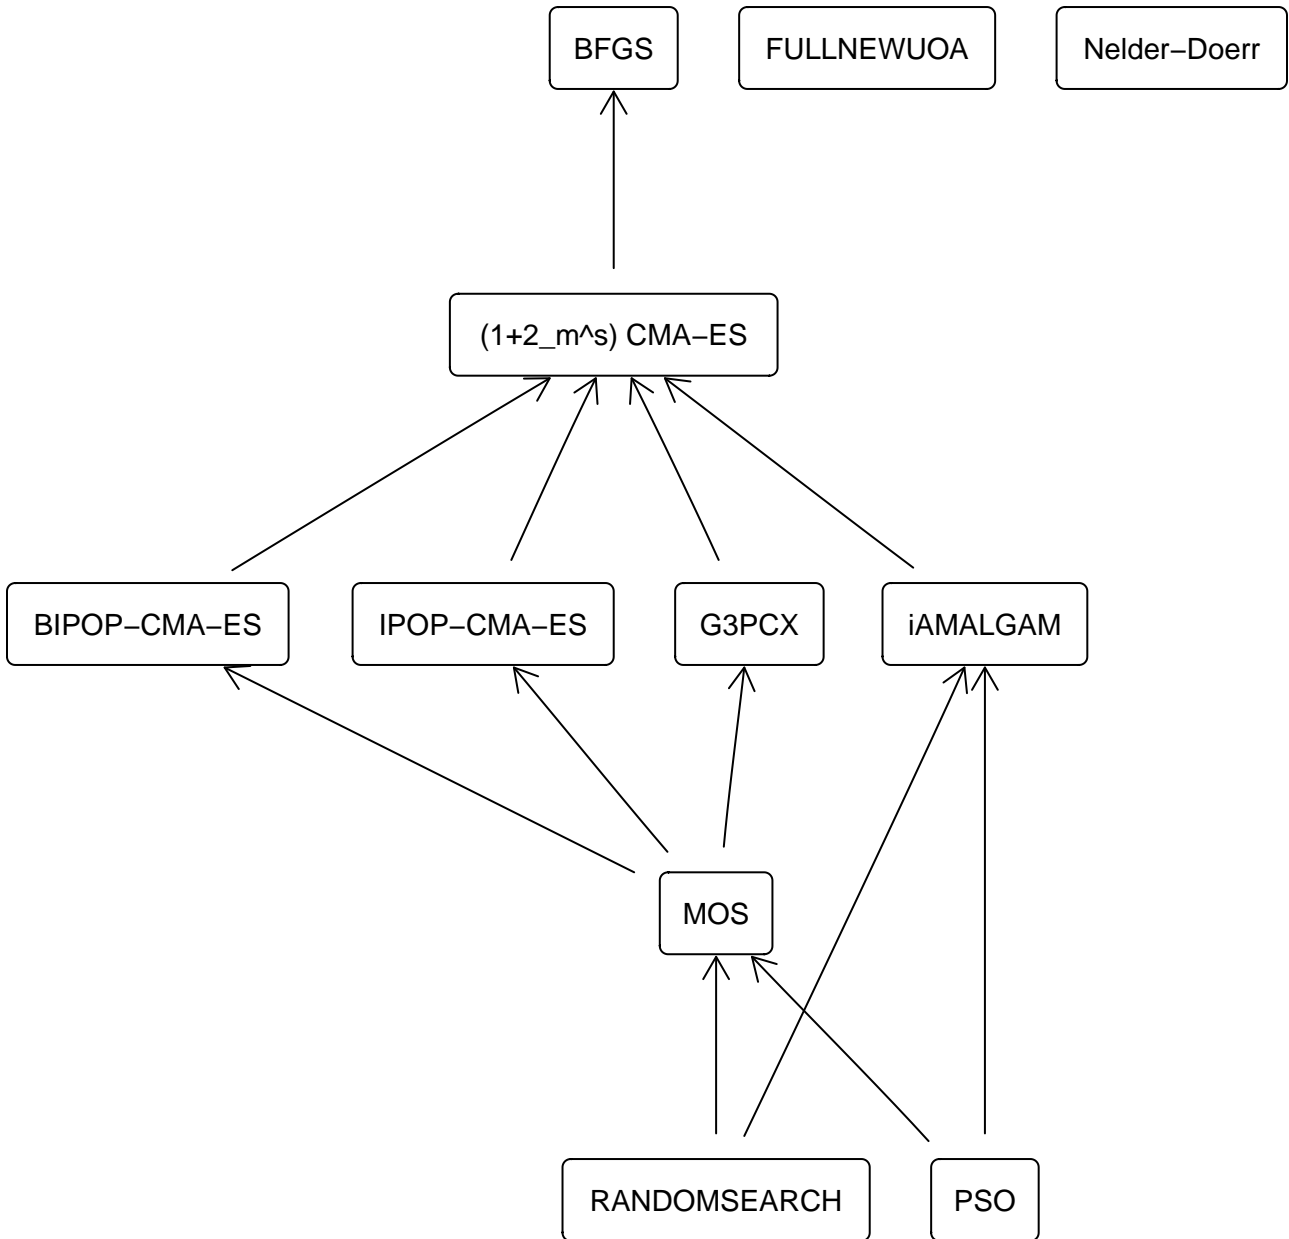 BFGS
FULLNEWUOA
Nelder−Doerr
(1+2_m^s) CMA−ES
BIPOP−CMA−ES
IPOP−CMA−ES
G3PCX
iAMALGAM
MOS
RANDOMSEARCH
PSO